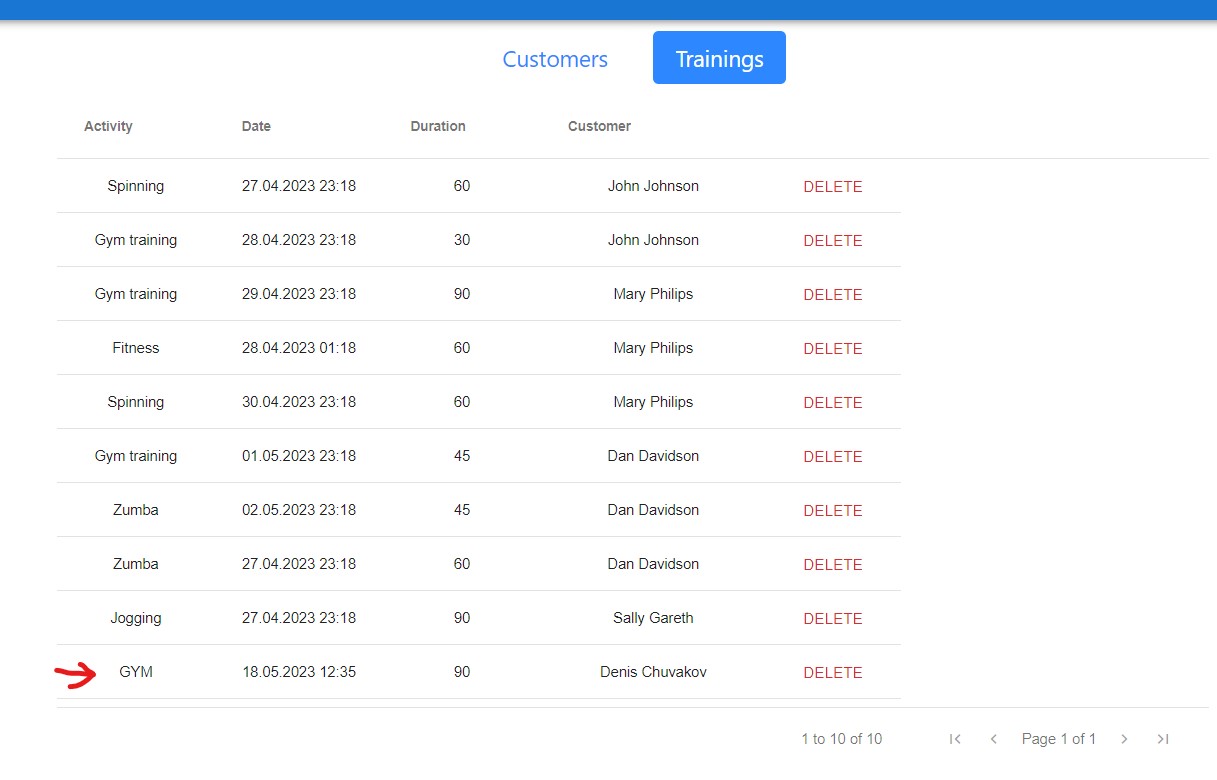 Customers Trainings
Activity Date Duration Customer
Spinning 27.04.2023 23:18 60 John Johnson DELETE
Gym training 28.04.2023 23:18 30 John Johnson DELETE
Gym training 29.04.2023 23:18 90 Mary Philips DELETE
Fitness 28.04.2023 01:18 60 Mary Philips DELETE
Spinning 30.04.2023 23:18 60 Mary Philips DELETE
Gym training 01.05.2023 23:18 45 Dan Davidson DELETE
Zumba 02.05.2023 23:18 45 Dan Davidson DELETE
Zumba 27.04.2023 23:18 60 Dan Davidson DELETE
Jogging 27.04.2023 23:18 90 Sally Gareth DELETE
GYM 18.05.2023 12:35 90 Denis Chuvakov DELETE
1 to 10 of 10 Page 1 of 1